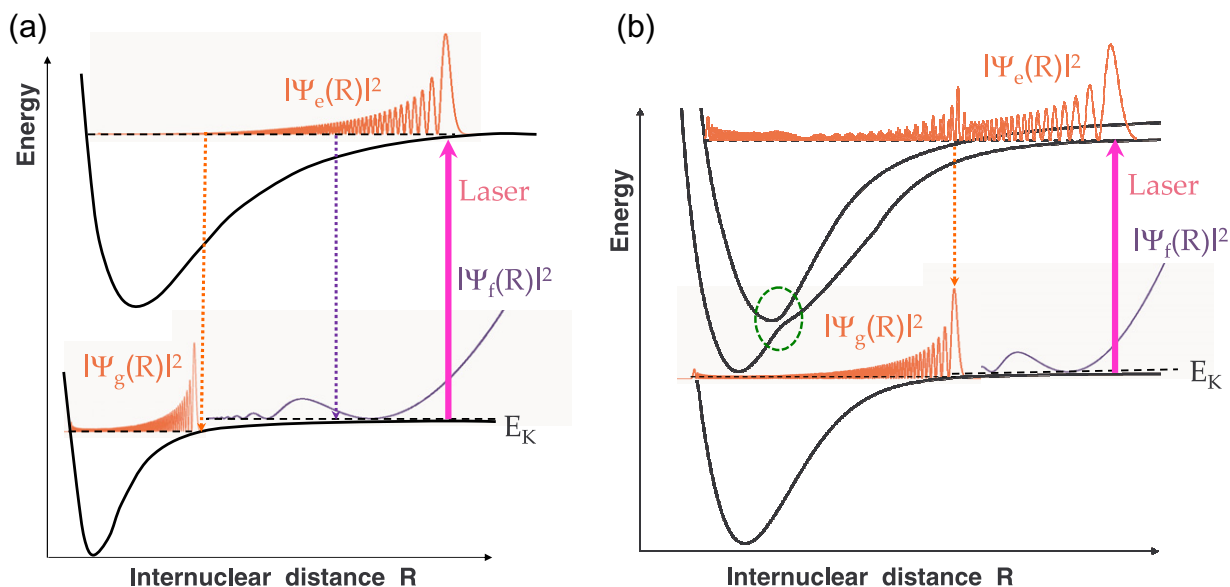 (a)
Energy
|Ψe(R)|²
Laser
|Ψf(R)|²
|Ψg(R)|²
EK
Internuclear distance R
(b)
Energy
|Ψe(R)|²
Laser
|Ψf(R)|²
|Ψg(R)|²
EK
Internuclear distance R